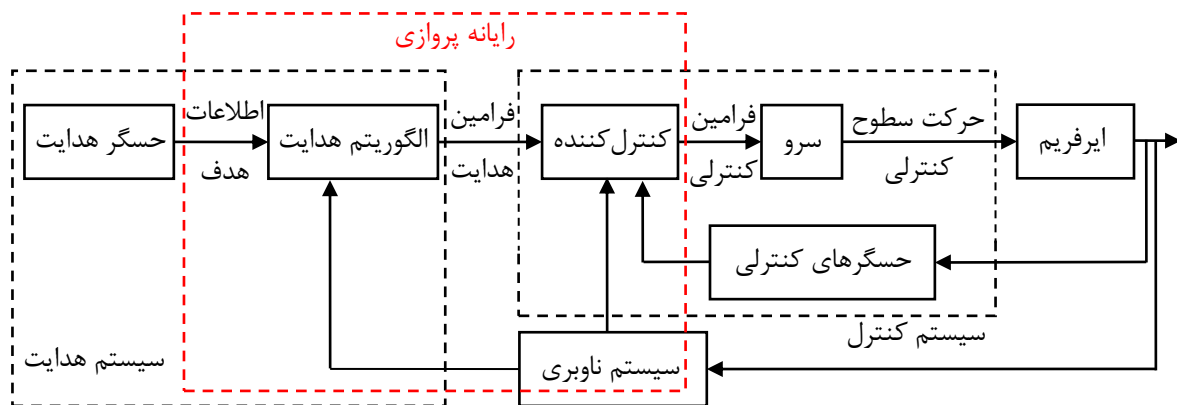 رایانه پروازی
حسگر هدایت
اطلاعات
هدف
الگوریتم هدایت
فرامین
هدایت
کنترل‌کننده
فرامین
کنترلی
سرو
حرکت سطوح
کنترلی
ایرفریم
حسگرهای کنترلی
سیستم کنترل
سیستم ناوبری
سیستم هدایت